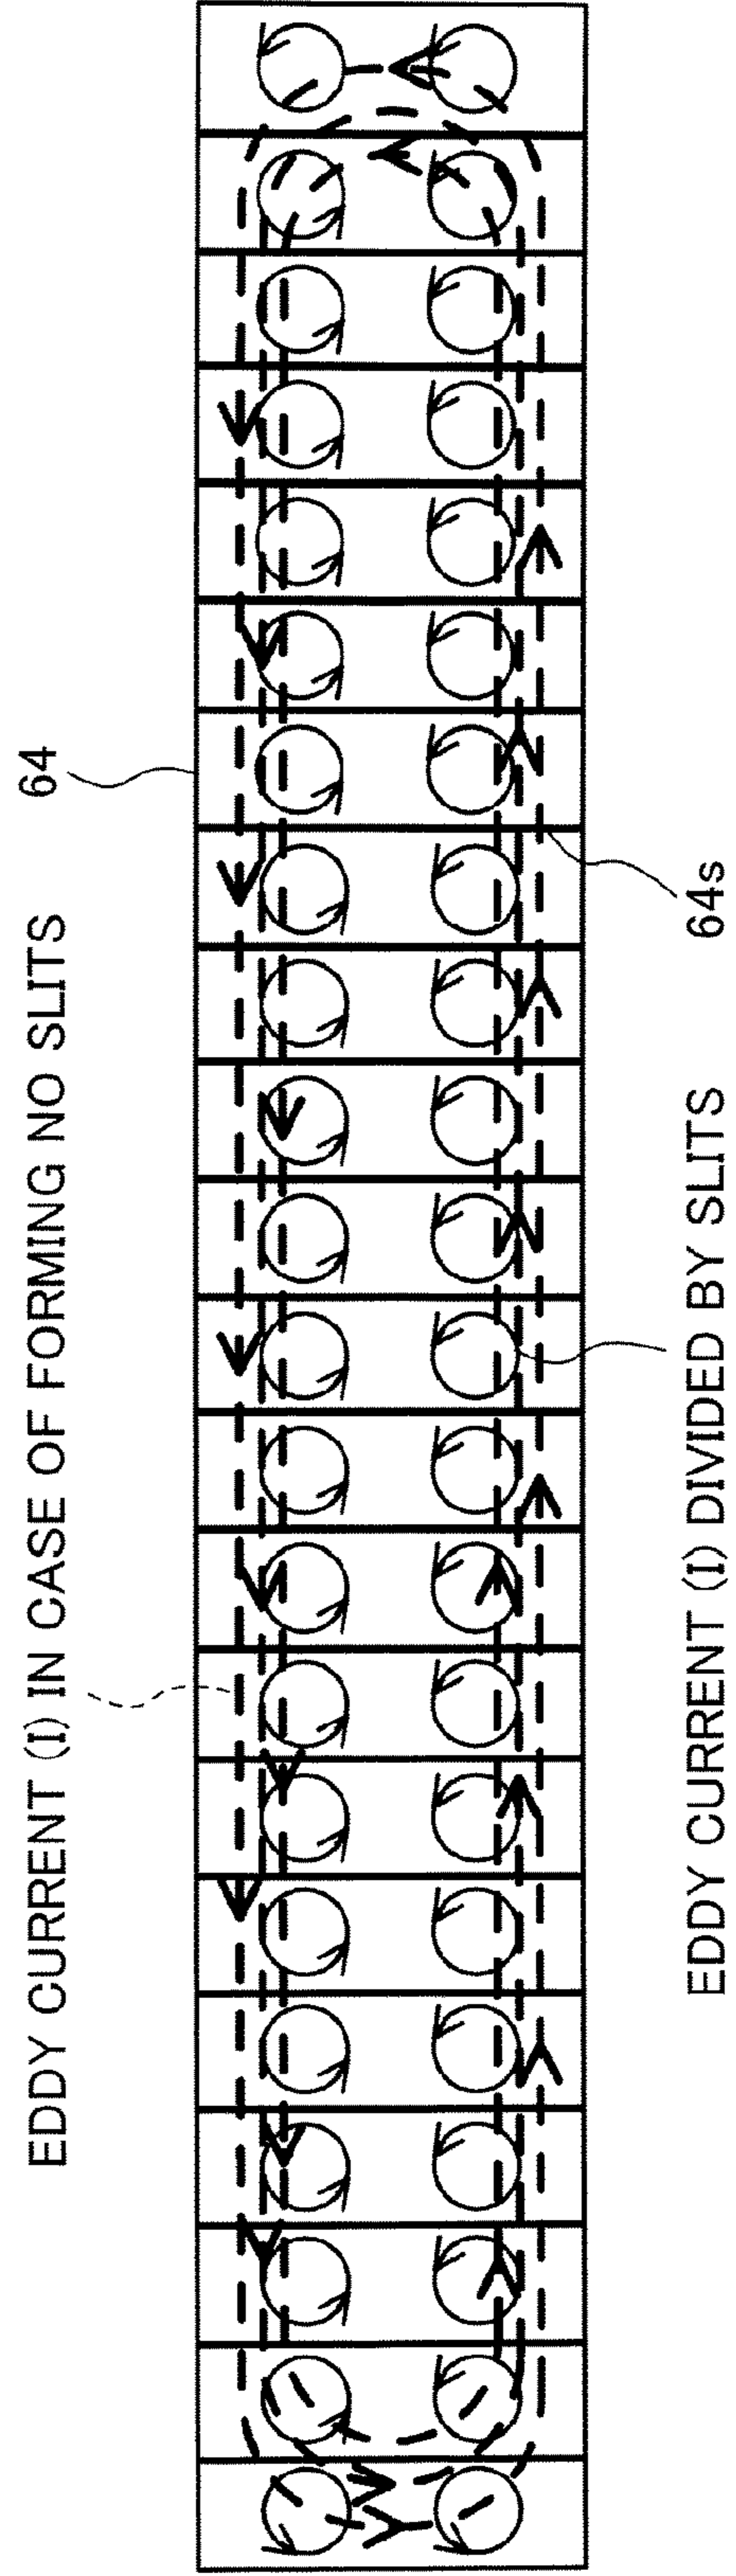 EDDY CURRENT (I) IN CASE OF FORMING NO SLITS
64
64s
EDDY CURRENT (I) DIVIDED BY SLITS